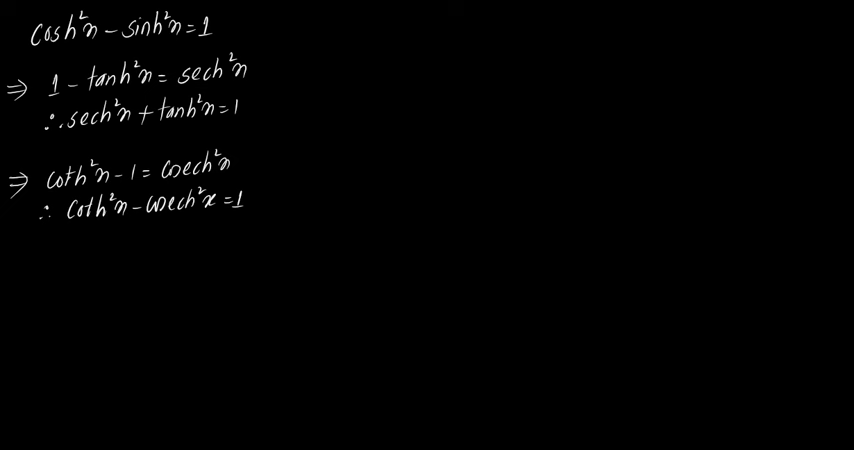 cosh²x - sinh²x = 1
⇒ 1 - tanh²x = sech²x
∴ sech²x + tanh²x = 1
⇒ coth²x - 1 = cosech²x
∴ coth²x - cosech²x = 1